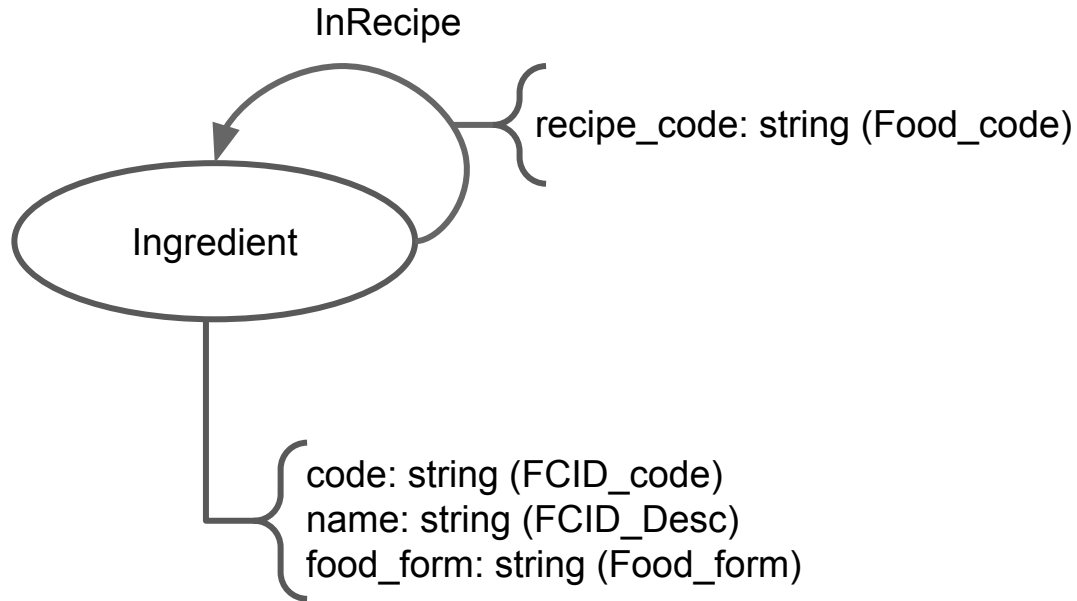 InRecipe
recipe_code: string (Food_code)
Ingredient
code: string (FCID_code)
name: string (FCID_Desc)
food_form: string (Food_form)